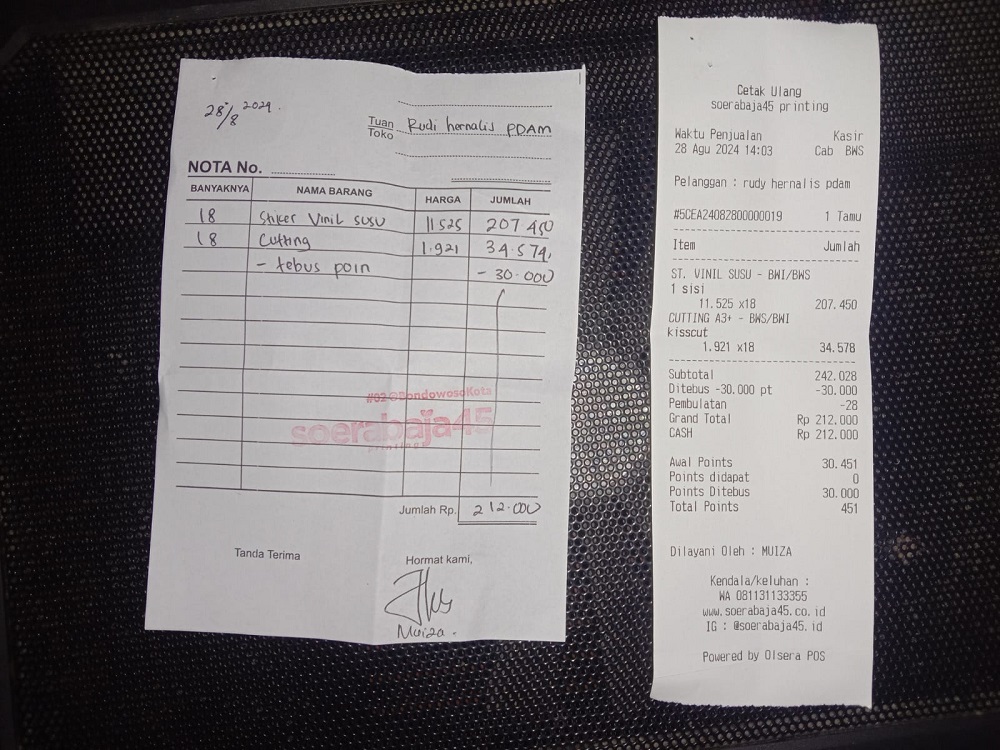 28/8 2024.
Tuan
Toko
Rudi hernalis PDAM
NOTA No.
BANYAKNYA NAMA BARANG HARGA JUMLAH
18 Stiker Vinil susu 11.525 207.450
18 Cutting 1.921 34.574,
- tebus poin - 30.000
#02@BondowosoKota
soerabaja45
printing
Jumlah Rp. 212.000
Tanda Terima Hormat kami,
Muiza.
Cetak Ulang
soerabaja45 printing
Waktu Penjualan Kasir
28 Agu 2024 14:03 Cab BWS
Pelanggan : rudy hernalis pdam
#5CEA24082800000019 1 Tamu
Item Jumlah
ST. VINIL SUSU - BWI/BWS
1 sisi
11.525 x18 207.450
CUTTING A3+ - BWS/BWI
kisscut
1.921 x18 34.578
Subtotal 242.028
Ditebus -30.000 pt -30.000
Pembulatan -28
Grand Total Rp 212.000
CASH Rp 212.000
Awal Points 30.451
Points didapat 0
Points Ditebus 30.000
Total Points 451
Dilayani Oleh : MUIZA
Kendala/keluhan :
WA 081131133355
www.soerabaja45.co.id
IG : @soerabaja45.id
Powered by Olsera POS